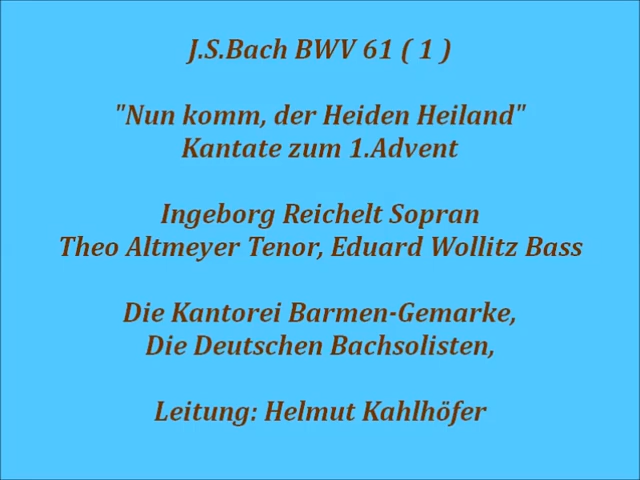 J.S.Bach BWV 61 ( 1 )
"Nun komm, der Heiden Heiland"
Kantate zum 1.Advent
Ingeborg Reichelt Sopran
Theo Altmeyer Tenor, Eduard Wollitz Bass
Die Kantorei Barmen-Gemarke,
Die Deutschen Bachsolisten,
Leitung: Helmut Kahlhöfer